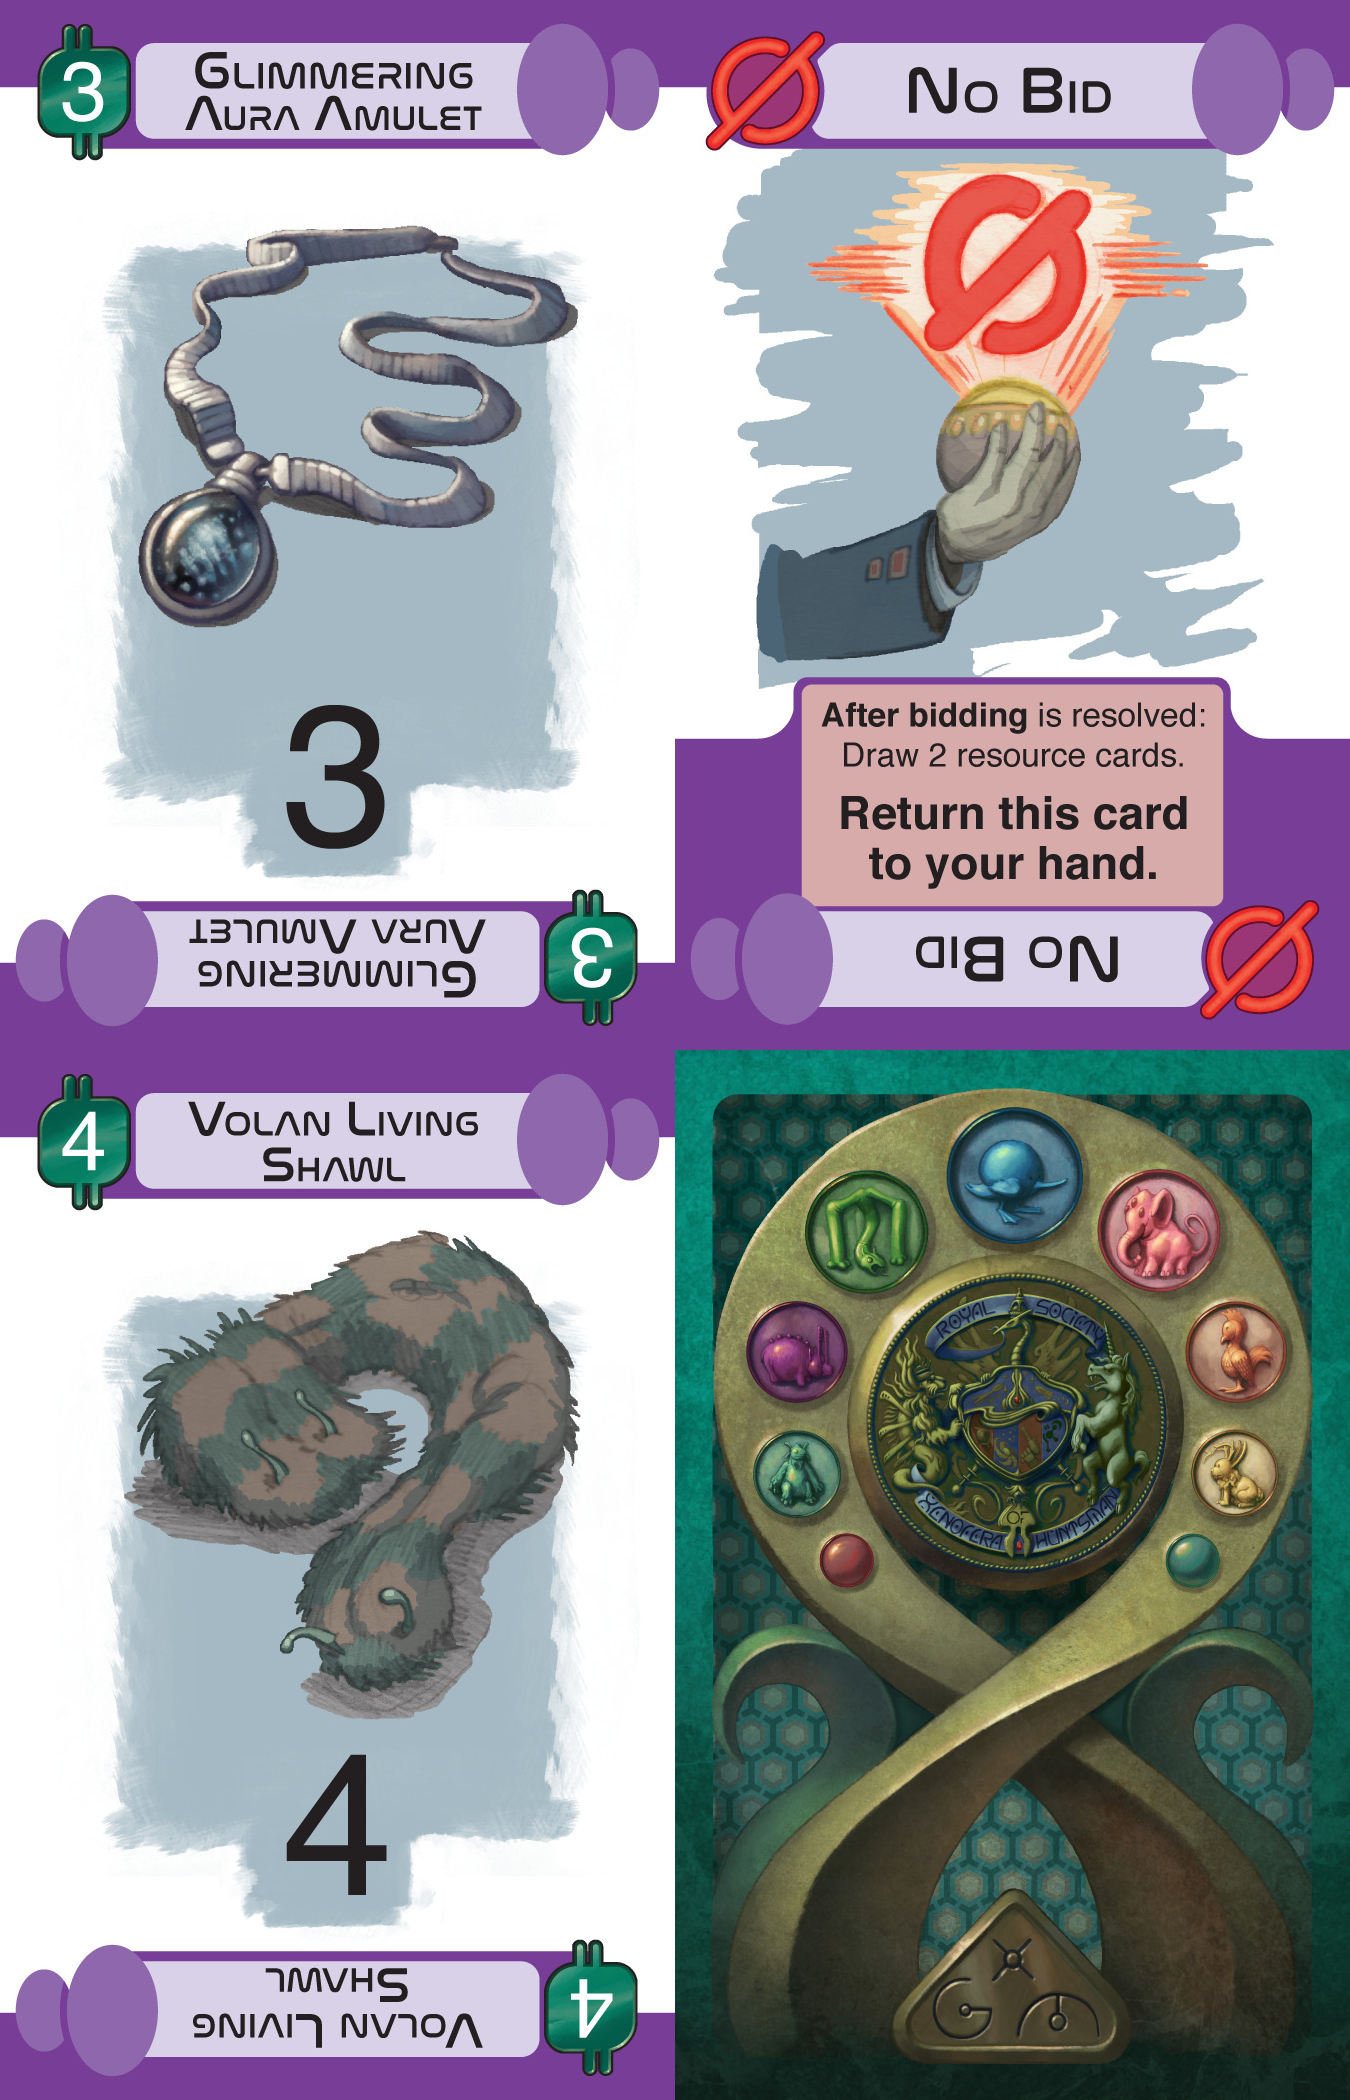 3
GLIMMERING
AURA AMULET
3
GLIMMERING
AURA AMULET
3
NO BID
After bidding is resolved:
Draw 2 resource cards.
Return this card
to your hand.
NO BID
4
VOLAN LIVING
SHAWL
4
VOLAN LIVING
SHAWL
4
ROYAL SOCIETY
OF
XENOFERA HUNTSMAN